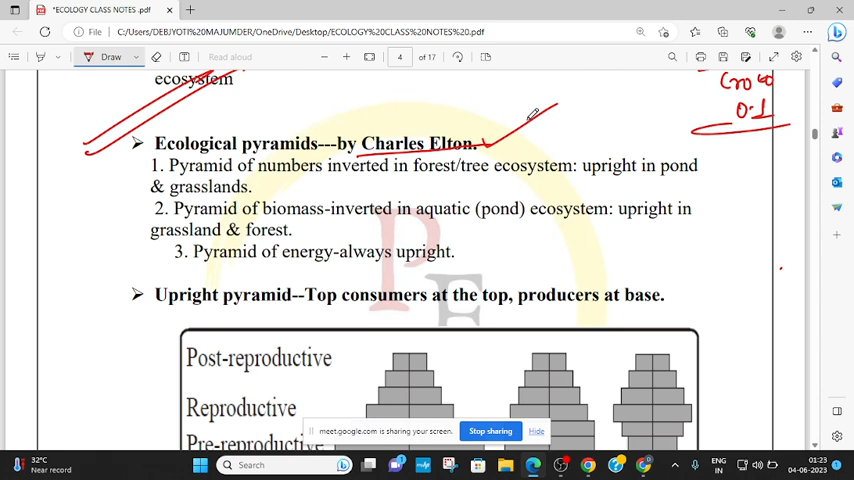 *ECOLOGY CLASS NOTES .pdf
File
C:/Users/DEBJYOTI%20MAJUMDER/OneDrive/Desktop/ECOLOGY%20CLASS%20NOTES%20.pdf
Draw
Read aloud
4
of 17
ecosystem
0.1
Ecological pyramids---by Charles Elton.
1. Pyramid of numbers inverted in forest/tree ecosystem: upright in pond
& grasslands.
2. Pyramid of biomass-inverted in aquatic (pond) ecosystem: upright in
grassland & forest.
3. Pyramid of energy-always upright.
PE
Upright pyramid--Top consumers at the top, producers at base.
Post-reproductive
Reproductive
Pre-reproductive
meet.google.com is sharing your screen.
Stop sharing
Hide
32°C
Near record
Search
ENG
IN
01:23
04-06-2023